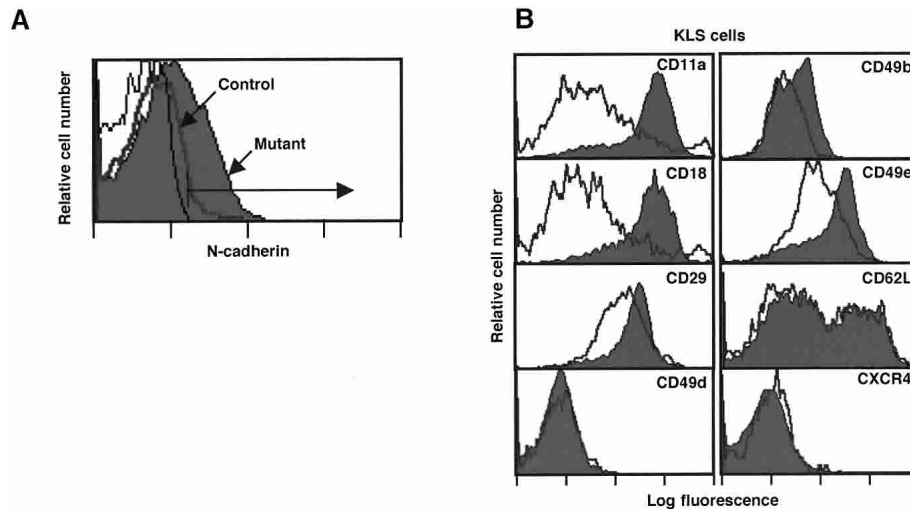 A
Relative cell number
Control
Mutant
N-cadherin
B
KLS cells
Relative cell number
CD11a
CD49b
CD18
CD49e
CD29
CD62L
CD49d
CXCR4
Log fluorescence